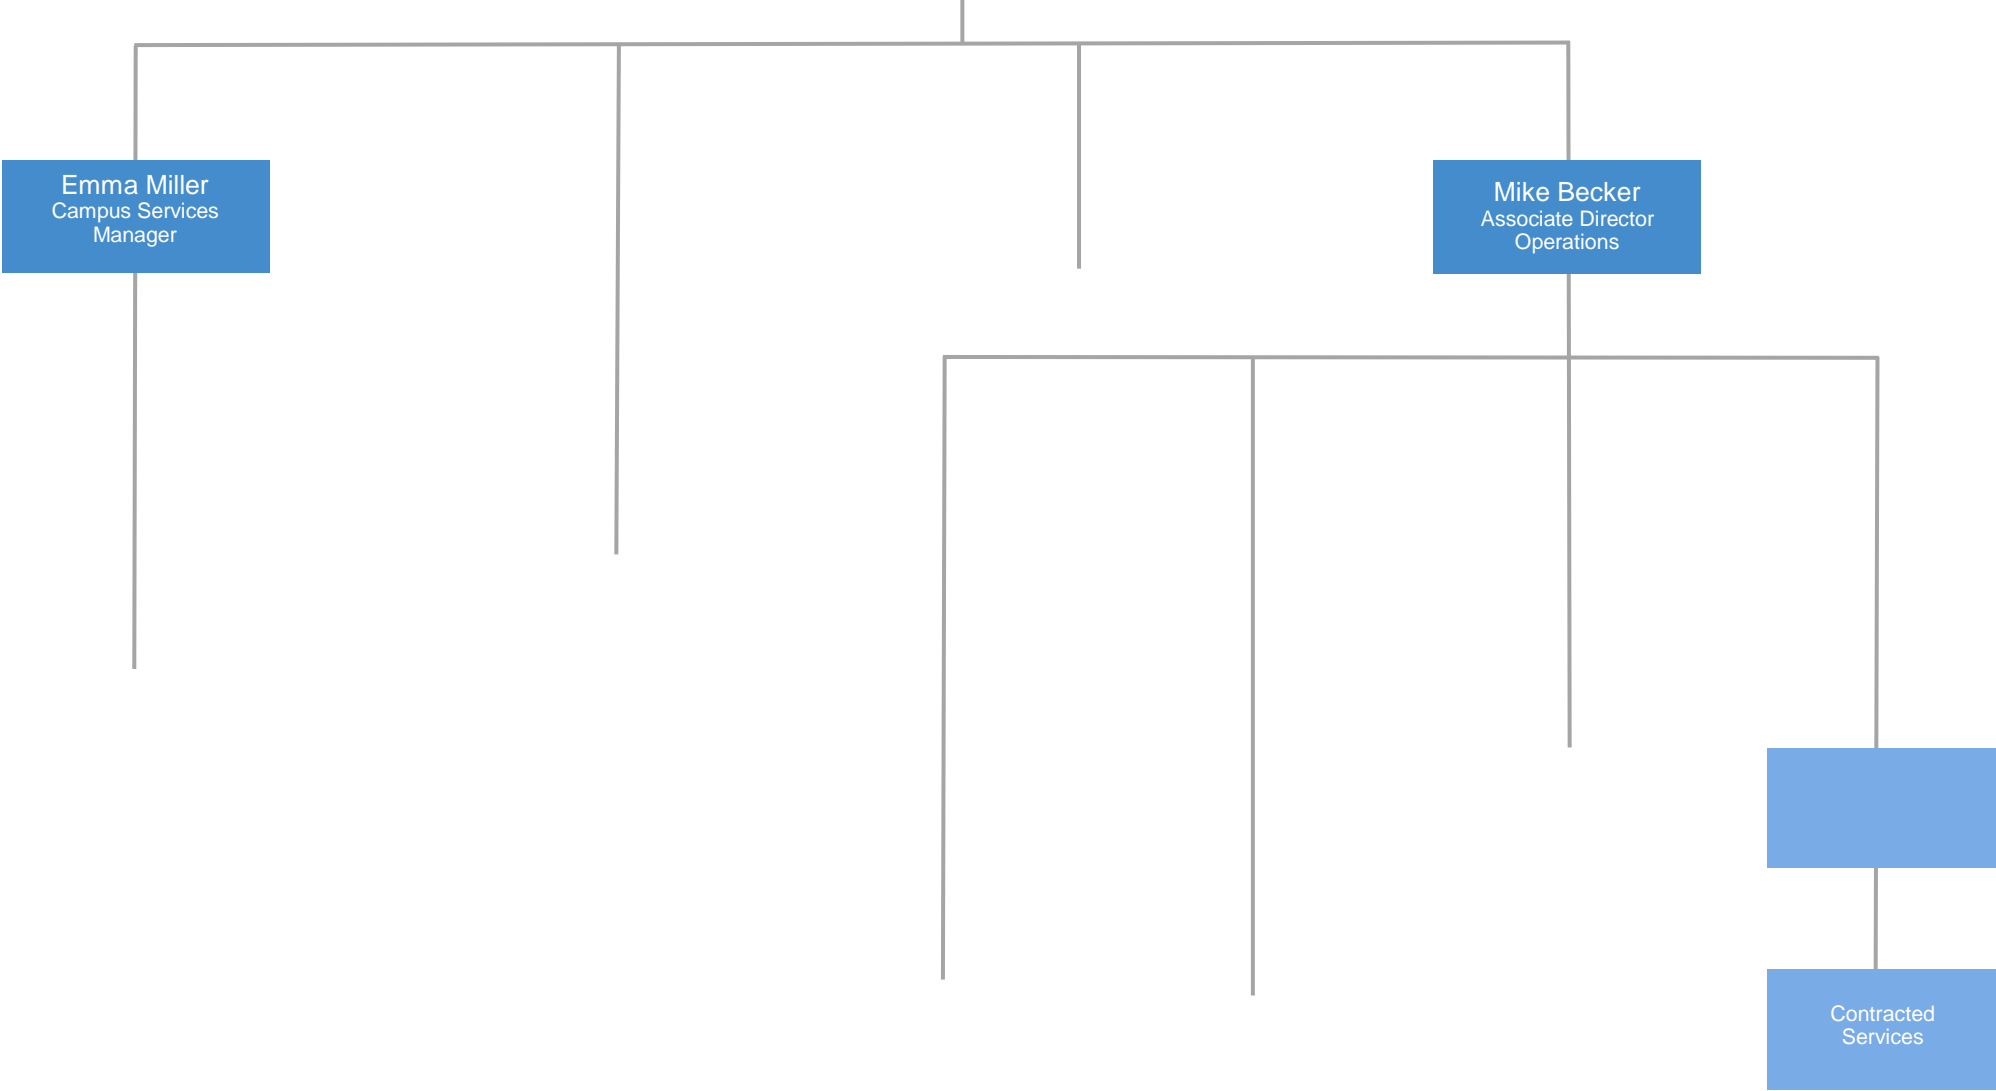 Emma Miller
Campus Services
Manager
Mike Becker
Associate Director
Operations
Contracted
Services